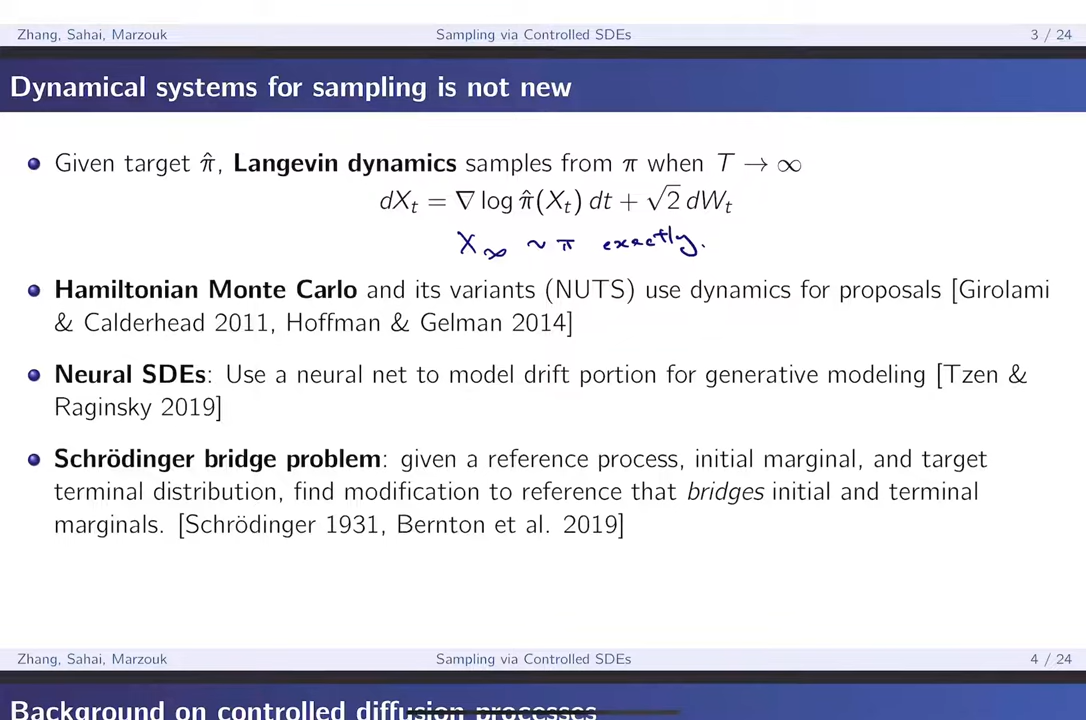 Zhang, Sahai, Marzouk Sampling via Controlled SDEs 3 / 24
Dynamical systems for sampling is not new
Given target π̂, Langevin dynamics samples from π when T → ∞
dX_t = ∇ log π̂(X_t) dt + √2 dW_t
X_∞ ~ π exactly.
Hamiltonian Monte Carlo and its variants (NUTS) use dynamics for proposals [Girolami
& Calderhead 2011, Hoffman & Gelman 2014]
Neural SDEs: Use a neural net to model drift portion for generative modeling [Tzen &
Raginsky 2019]
Schrödinger bridge problem: given a reference process, initial marginal, and target
terminal distribution, find modification to reference that bridges initial and terminal
marginals. [Schrödinger 1931, Bernton et al. 2019]
Zhang, Sahai, Marzouk Sampling via Controlled SDEs 4 / 24
Background on controlled diffusion processes